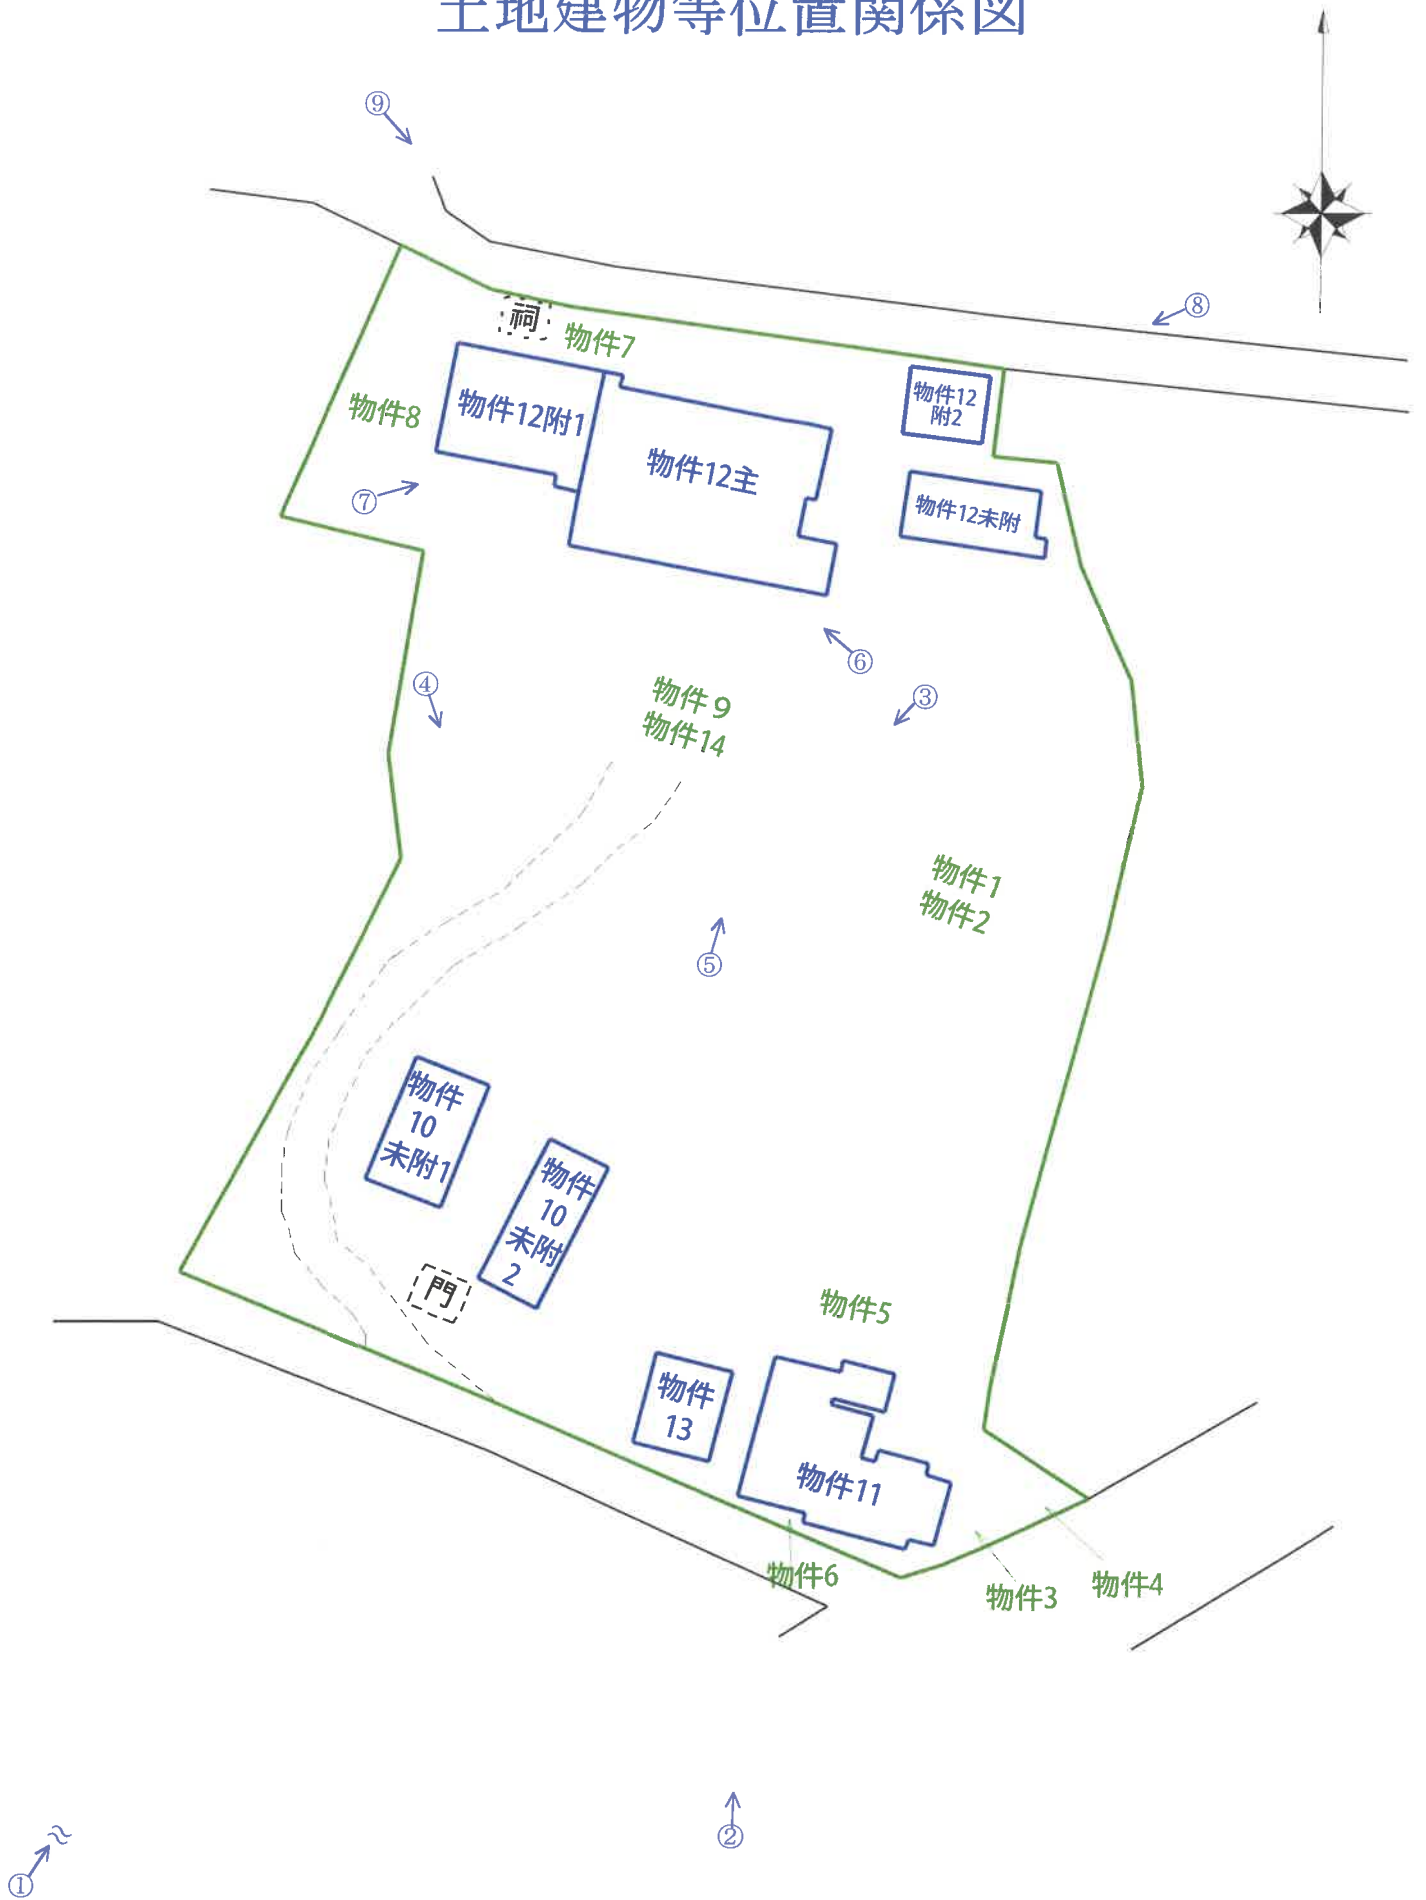 土地建物等位置関係図
⑨
⑧
祠
物件7
物件8
物件12附1
物件12主
物件12
附2
物件12未附
⑦
⑥
④
③
物件9
物件14
物件1
物件2
⑤
物件
10
未附1
物件
10
未附
2
門
物件5
物件
13
物件11
物件6
物件3
物件4
②
①